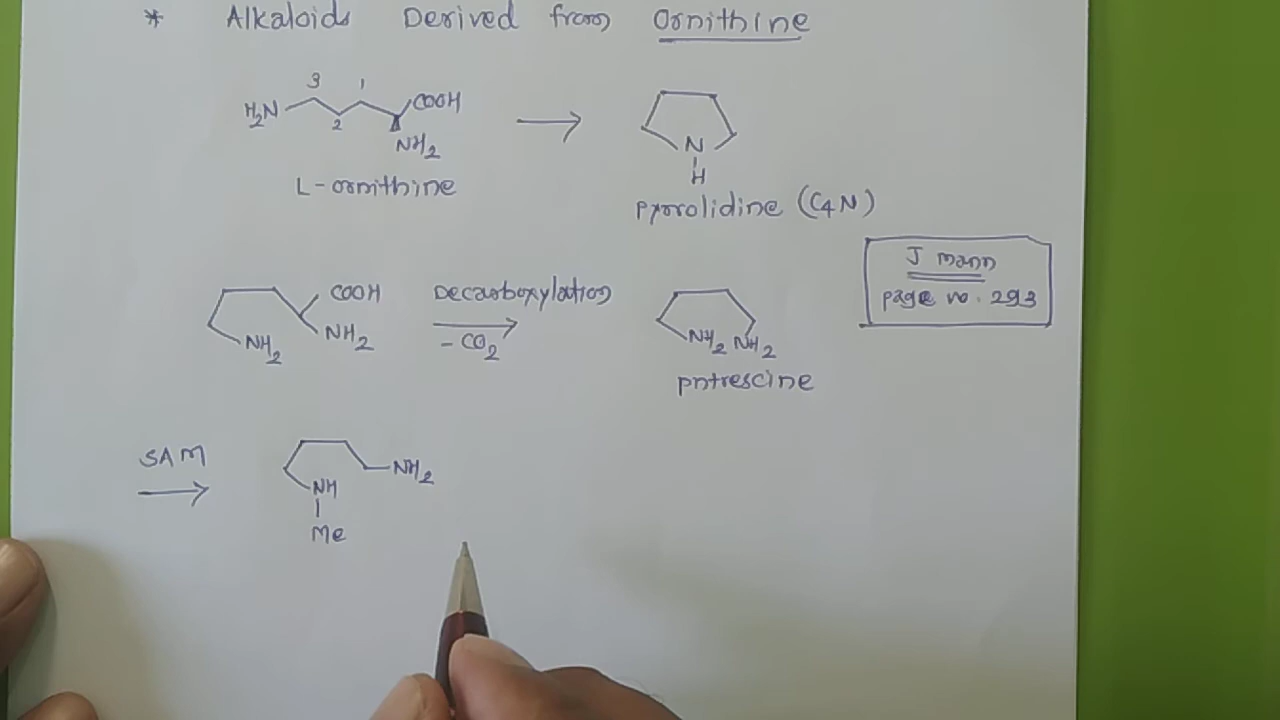 * Alkaloids Derived from Ornithine
3 1
H₂N COOH
2
NH₂
N
H
L-ornithine
pyrrolidine (C₄N)
J mann
page no. 293
COOH Decarboxylation
NH₂ NH₂ -CO₂ NH₂ NH₂
putrescine
SAM
NH₂
NH
Me